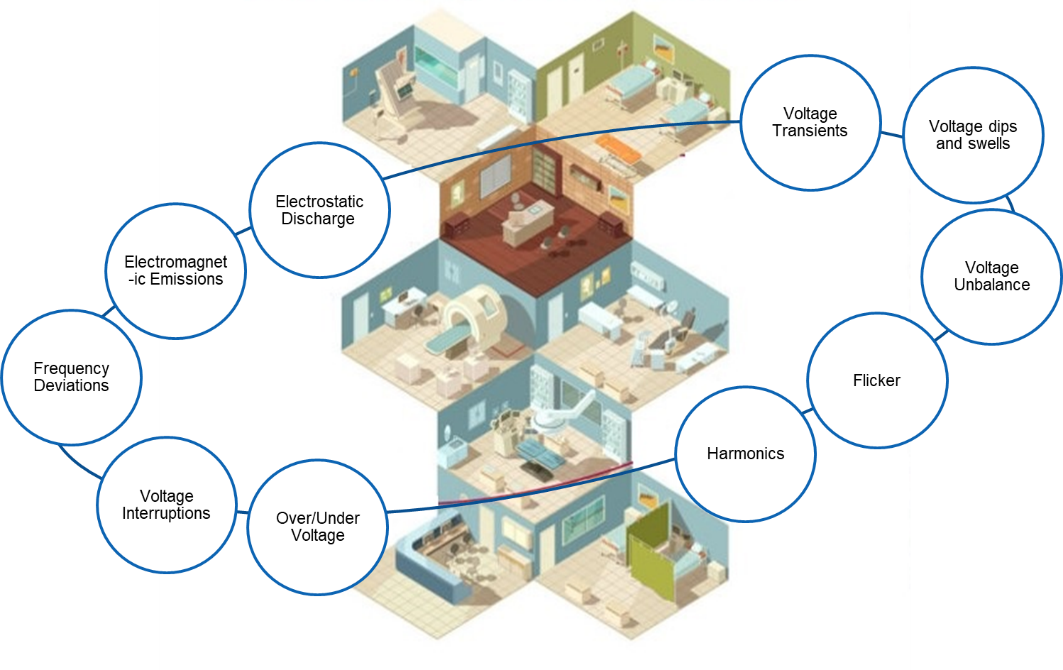 Voltage
Transients
Voltage dips
and swells
Electrostatic
Discharge
Electromagnet
-ic Emissions
Voltage
Unbalance
Frequency
Deviations
Flicker
Harmonics
Voltage
Interruptions
Over/Under
Voltage